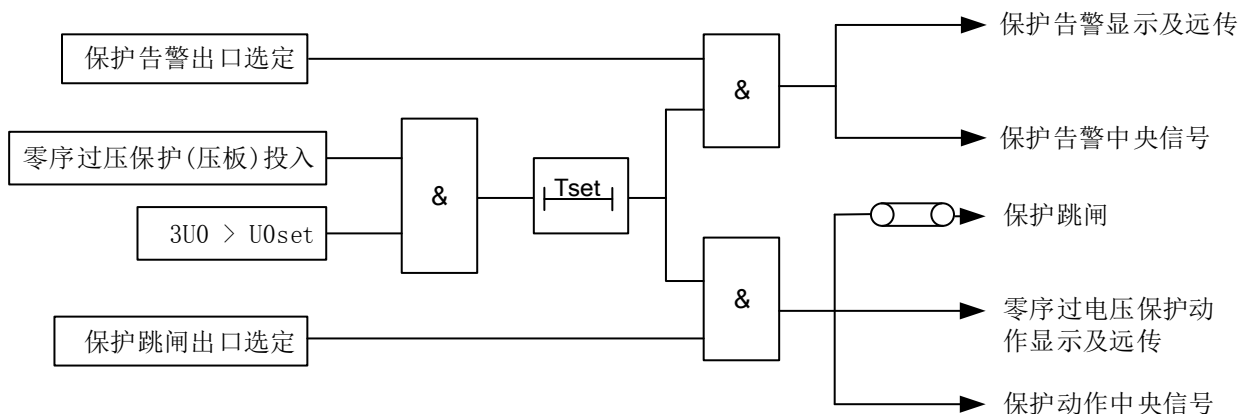 保护告警显示及远传
保护告警出口选定
&
保护告警中央信号
零序过压保护(压板)投入
&
Tset
3U0 > U0set
保护跳闸
&
零序过电压保护动
作显示及远传
保护跳闸出口选定
保护动作中央信号